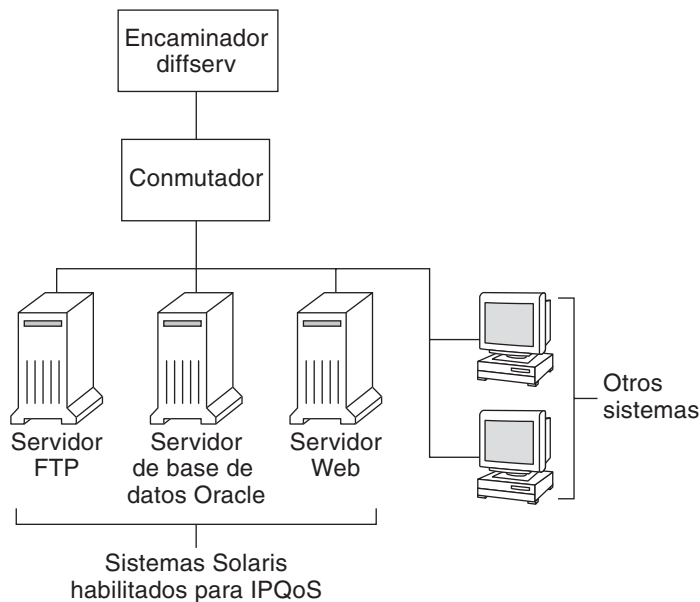 Encaminador
diffserv
Conmutador
Servidor
FTP
Servidor
de base de
datos Oracle
Servidor
Web
Otros
sistemas
Sistemas Solaris
habilitados para IPQoS